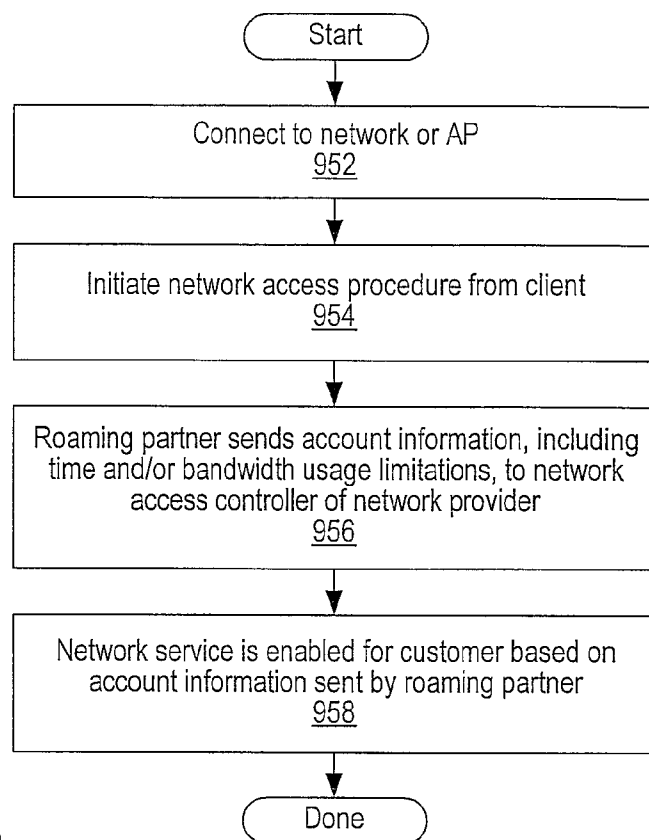 Start
Connect to network or AP
952
Initiate network access procedure from client
954
Roaming partner sends account information, including
time and/or bandwidth usage limitations, to network
access controller of network provider
956
Network service is enabled for customer based on
account information sent by roaming partner
958
Done